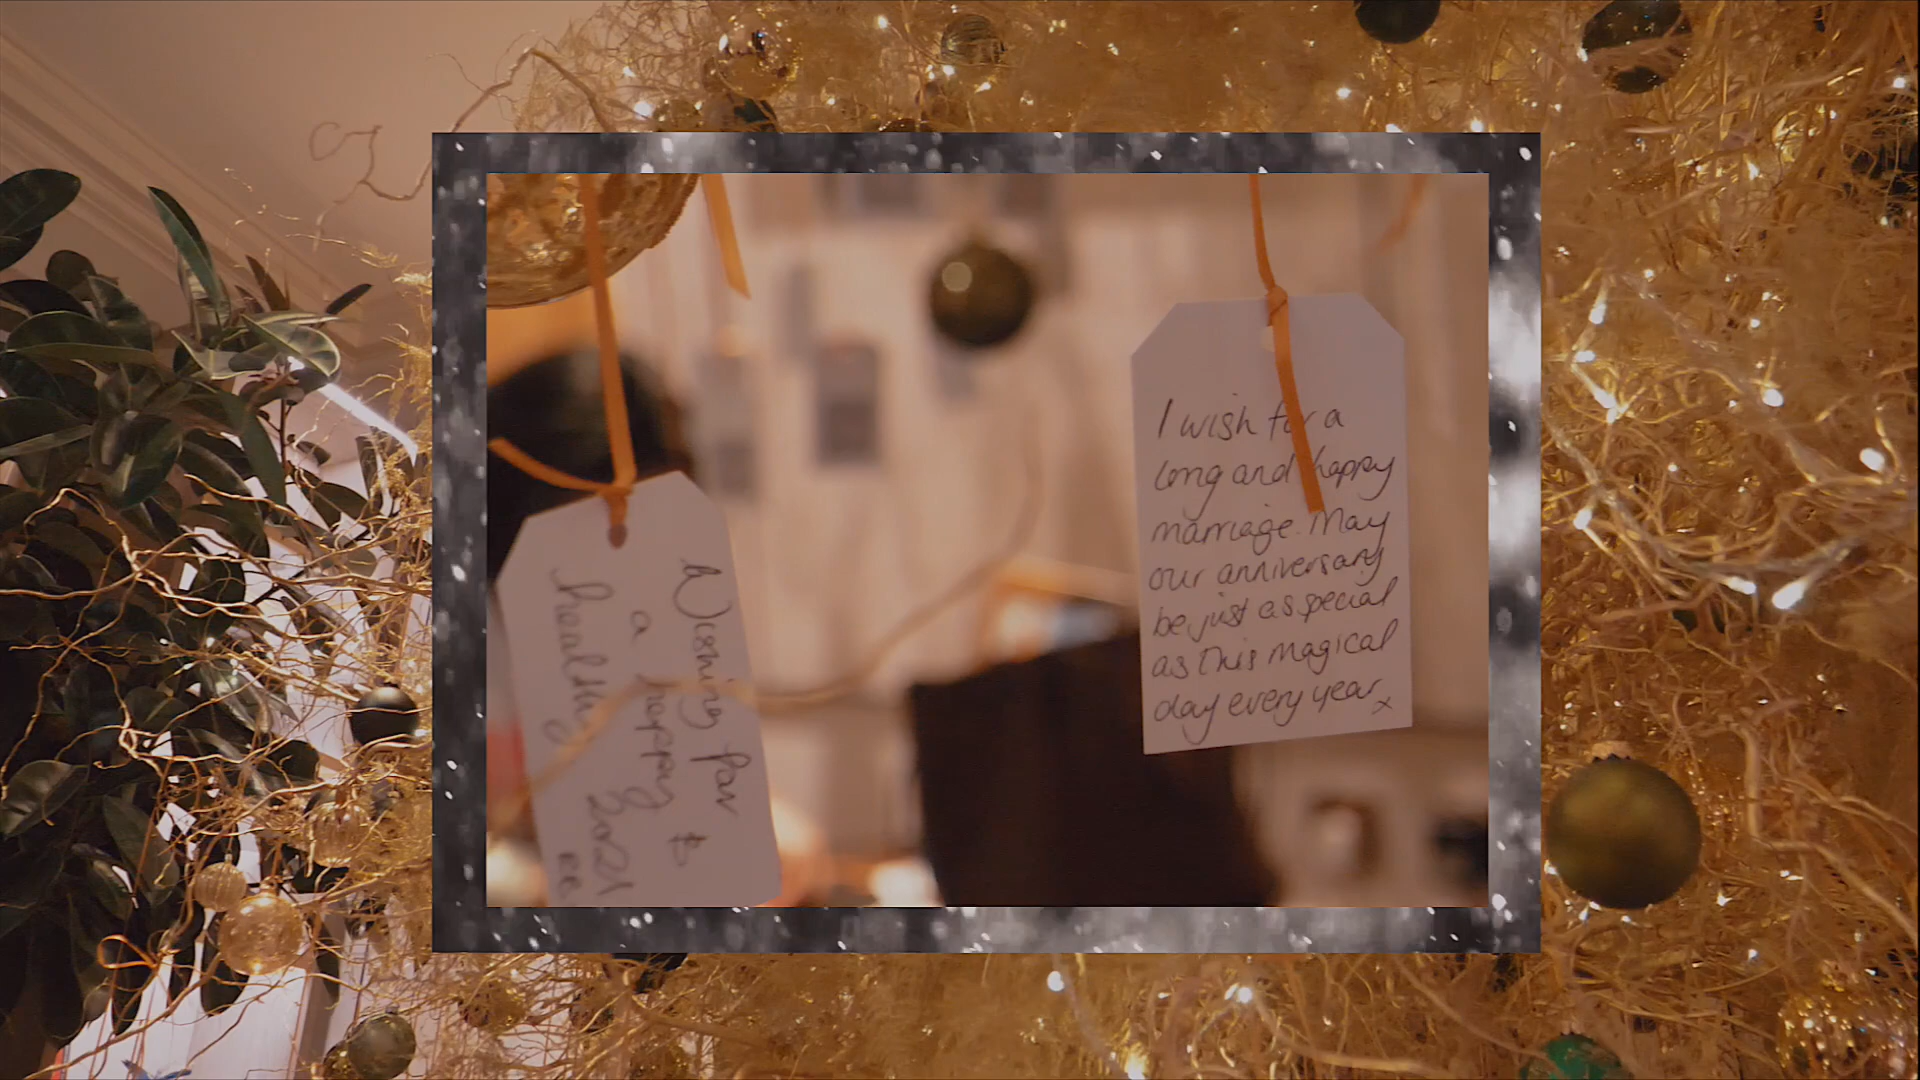 Wishing for
a happy &
healthy 2021
I wish for a
long and happy
marriage. May
our anniversary
be just as special
as this magical
day every year x